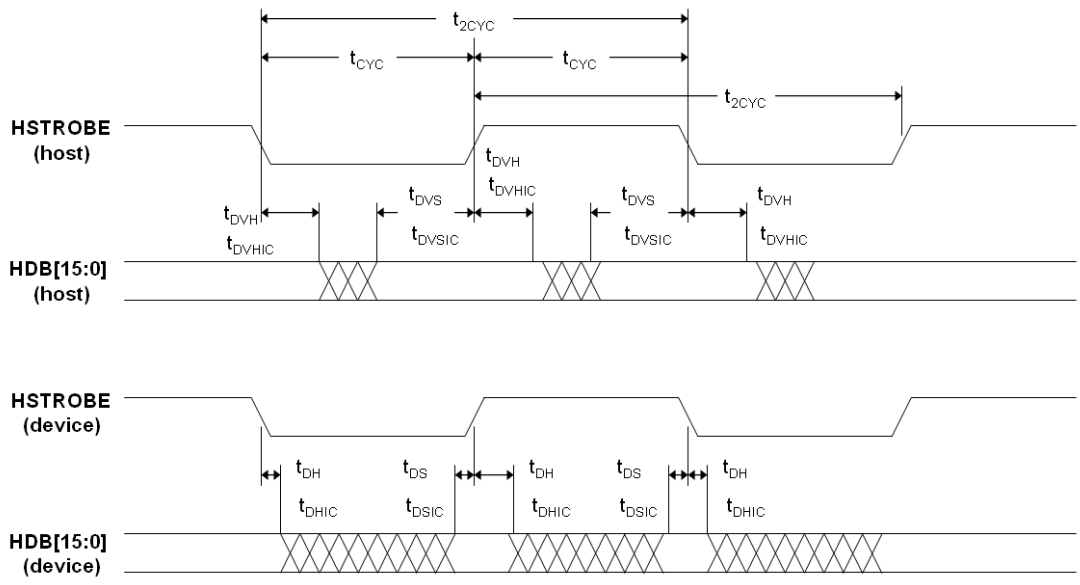 t2CYC
tCYC tCYC
t2CYC
HSTROBE
(host)
tDVH
tDVHIC
tDVS tDVS tDVH
tDVH
tDVHIC tDVSIC tDVSIC tDVHIC
HDB[15:0]
(host)
HSTROBE
(device)
tDH tDS tDH tDS tDH
tDHIC tDSIC tDHIC tDSIC tDHIC
HDB[15:0]
(device)